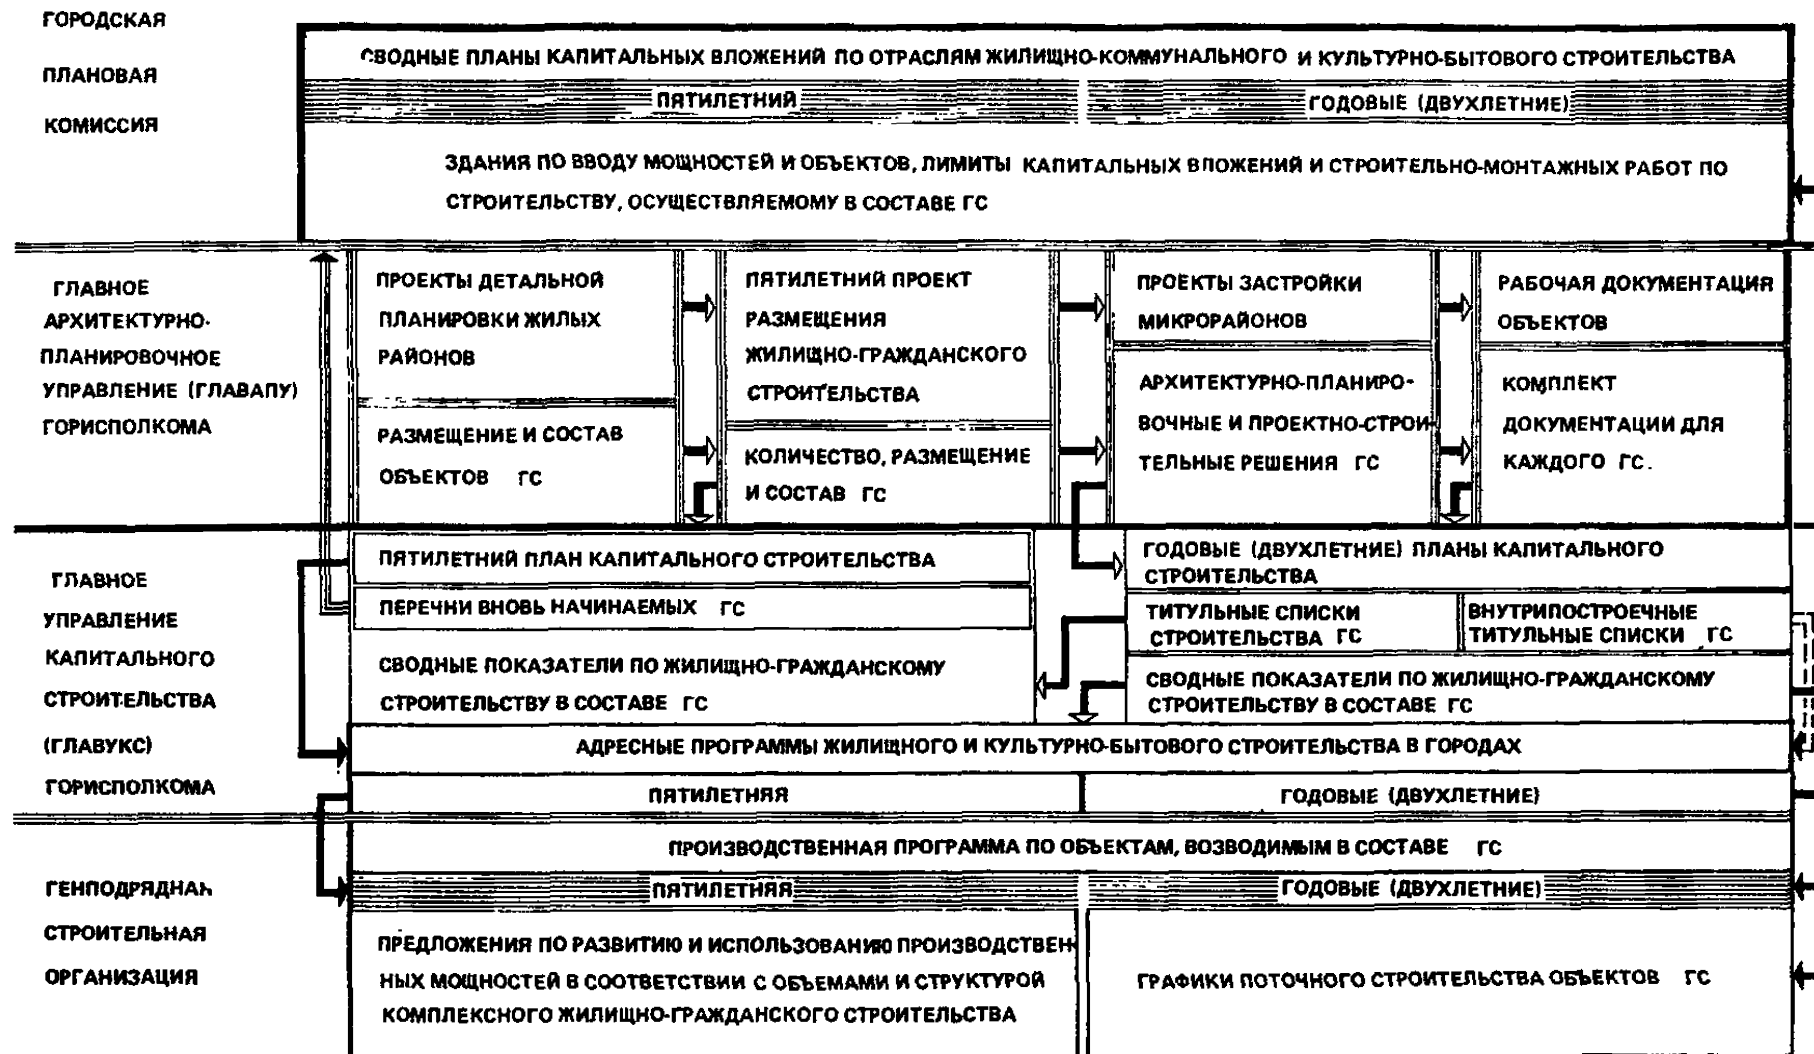 ГОРОДСКАЯ
ПЛАНОВАЯ
КОМИССИЯ
СВОДНЫЕ ПЛАНЫ КАПИТАЛЬНЫХ ВЛОЖЕНИЙ ПО ОТРАСЛЯМ ЖИЛИЩНО-КОММУНАЛЬНОГО И КУЛЬТУРНО-БЫТОВОГО СТРОИТЕЛЬСТВА
ПЯТИЛЕТНИЙ
ГОДОВЫЕ (ДВУХЛЕТНИЕ)
ЗДАНИЯ ПО ВВОДУ МОЩНОСТЕЙ И ОБЪЕКТОВ, ЛИМИТЫ КАПИТАЛЬНЫХ ВЛОЖЕНИЙ И СТРОИТЕЛЬНО-МОНТАЖНЫХ РАБОТ ПО
СТРОИТЕЛЬСТВУ, ОСУЩЕСТВЛЯЕМОМУ В СОСТАВЕ ГС
ГЛАВНОЕ
АРХИТЕКТУРНО-
ПЛАНИРОВОЧНОЕ
УПРАВЛЕНИЕ (ГЛАВАПУ)
ГОРИСПОЛКОМА
ПРОЕКТЫ ДЕТАЛЬНОЙ
ПЛАНИРОВКИ ЖИЛЫХ
РАЙОНОВ
РАЗМЕЩЕНИЕ И СОСТАВ
ОБЪЕКТОВ ГС
ПЯТИЛЕТНИЙ ПРОЕКТ
РАЗМЕЩЕНИЯ
ЖИЛИЩНО-ГРАЖДАНСКОГО
СТРОИТЕЛЬСТВА
КОЛИЧЕСТВО, РАЗМЕЩЕНИЕ
И СОСТАВ ГС
ПРОЕКТЫ ЗАСТРОЙКИ
МИКРОРАЙОНОВ
АРХИТЕКТУРНО-ПЛАНИРО-
ВОЧНЫЕ И ПРОЕКТНО-СТРОИ-
ТЕЛЬНЫЕ РЕШЕНИЯ ГС
РАБОЧАЯ ДОКУМЕНТАЦИЯ
ОБЪЕКТОВ
КОМПЛЕКТ
ДОКУМЕНТАЦИИ ДЛЯ
КАЖДОГО ГС.
ГЛАВНОЕ
УПРАВЛЕНИЕ
КАПИТАЛЬНОГО
СТРОИТЕЛЬСТВА
(ГЛАВУКС)
ГОРИСПОЛКОМА
ПЯТИЛЕТНИЙ ПЛАН КАПИТАЛЬНОГО СТРОИТЕЛЬСТВА
ПЕРЕЧНИ ВНОВЬ НАЧИНАЕМЫХ ГС
СВОДНЫЕ ПОКАЗАТЕЛИ ПО ЖИЛИЩНО-ГРАЖДАНСКОМУ
СТРОИТЕЛЬСТВУ В СОСТАВЕ ГС
ГОДОВЫЕ (ДВУХЛЕТНИЕ) ПЛАНЫ КАПИТАЛЬНОГО
СТРОИТЕЛЬСТВА
ТИТУЛЬНЫЕ СПИСКИ
СТРОИТЕЛЬСТВА ГС
ВНУТРИПОСТРОЕЧНЫЕ
ТИТУЛЬНЫЕ СПИСКИ ГС
СВОДНЫЕ ПОКАЗАТЕЛИ ПО ЖИЛИЩНО-ГРАЖДАНСКОМУ
СТРОИТЕЛЬСТВУ В СОСТАВЕ ГС
АДРЕСНЫЕ ПРОГРАММЫ ЖИЛИЩНОГО И КУЛЬТУРНО-БЫТОВОГО СТРОИТЕЛЬСТВА В ГОРОДАХ
ПЯТИЛЕТНЯЯ
ГОДОВЫЕ (ДВУХЛЕТНИЕ)
ГЕНПОДРЯДНАЯ
СТРОИТЕЛЬНАЯ
ОРГАНИЗАЦИЯ
ПРОИЗВОДСТВЕННАЯ ПРОГРАММА ПО ОБЪЕКТАМ, ВОЗВОДИМЫМ В СОСТАВЕ ГС
ПЯТИЛЕТНЯЯ
ГОДОВЫЕ (ДВУХЛЕТНИЕ)
ПРЕДЛОЖЕНИЯ ПО РАЗВИТИЮ И ИСПОЛЬЗОВАНИЮ ПРОИЗВОДСТВЕН-
НЫХ МОЩНОСТЕЙ В СООТВЕТСТВИИ С ОБЪЕМАМИ И СТРУКТУРОЙ
КОМПЛЕКСНОГО ЖИЛИЩНО-ГРАЖДАНСКОГО СТРОИТЕЛЬСТВА
ГРАФИКИ ПОТОЧНОГО СТРОИТЕЛЬСТВА ОБЪЕКТОВ ГС